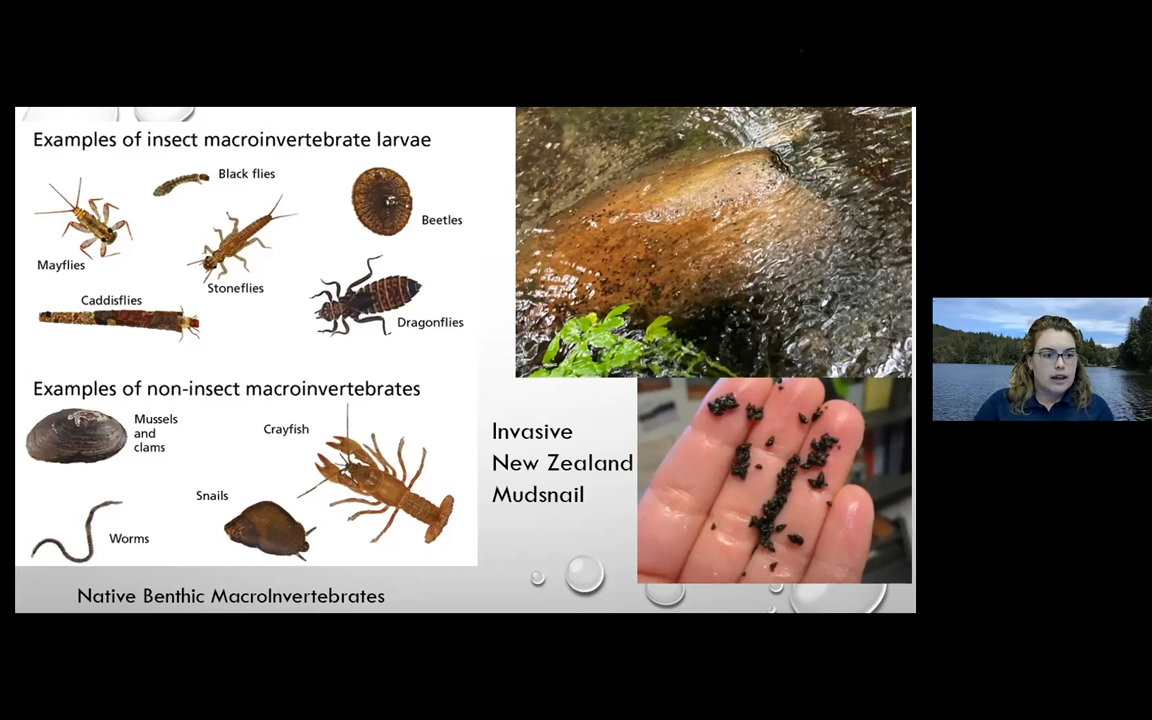 Examples of insect macroinvertebrate larvae
Black flies
Beetles
Mayflies
Stoneflies
Caddisflies
Dragonflies
Examples of non-insect macroinvertebrates
Mussels
and
clams
Crayfish
Snails
Worms
Native Benthic MacroInvertebrates
Invasive
New Zealand
Mudsnail